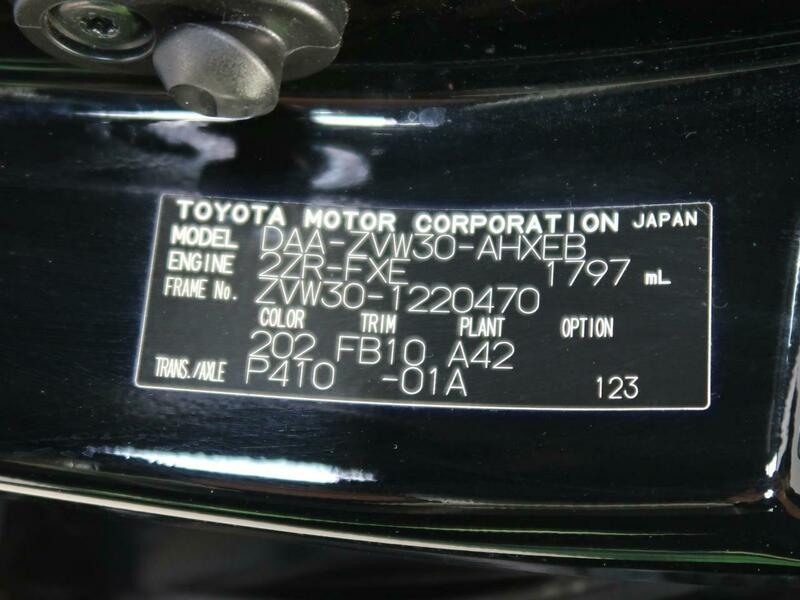 TOYOTA MOTOR CORPORATION JAPAN
MODEL DAA-ZVW30-AHXEB
ENGINE 2ZR-FXE 1797 mL
FRAME No. ZVW30-1220470
COLOR TRIM PLANT OPTION
202 FB10 A42
TRANS./AXLE P410 -01A 123